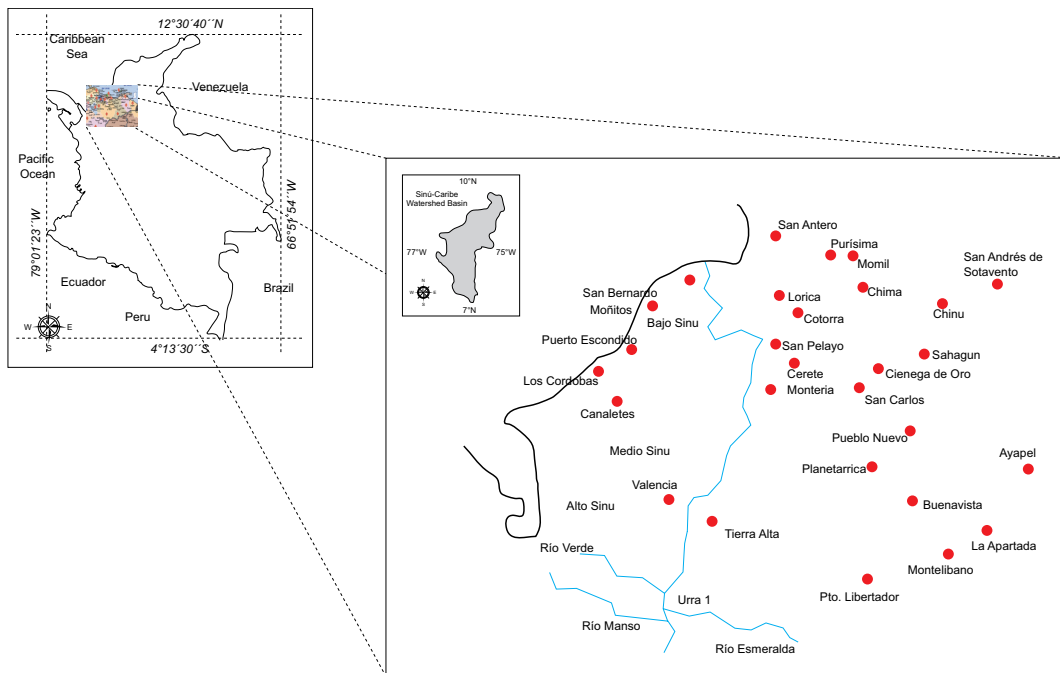 12°30´40´´N
Caribbean
Sea
Venezuela
Pacific
Ocean
79°01´23´´W
66°51´54´´W
Ecuador
Brazil
Peru
N
W
E
S
4°13´30´´S
10°N
Sinú-Caribe
Watershed Basin
77°W
75°W
N
W
E
S
7°N
San Antero
Purísima
Momil
San Andrés de
Sotavento
San Bernardo
Moñitos
Bajo Sinu
Lorica
Chima
Cotorra
Chinu
Puerto Escondido
San Pelayo
Sahagun
Los Cordobas
Cerete
Cienega de Oro
Monteria
San Carlos
Canaletes
Pueblo Nuevo
Medio Sinu
Ayapel
Planetarrica
Valencia
Alto Sinu
Buenavista
Tierra Alta
La Apartada
Río Verde
Montelibano
Pto. Libertador
Urra 1
Río Manso
Río Esmeralda